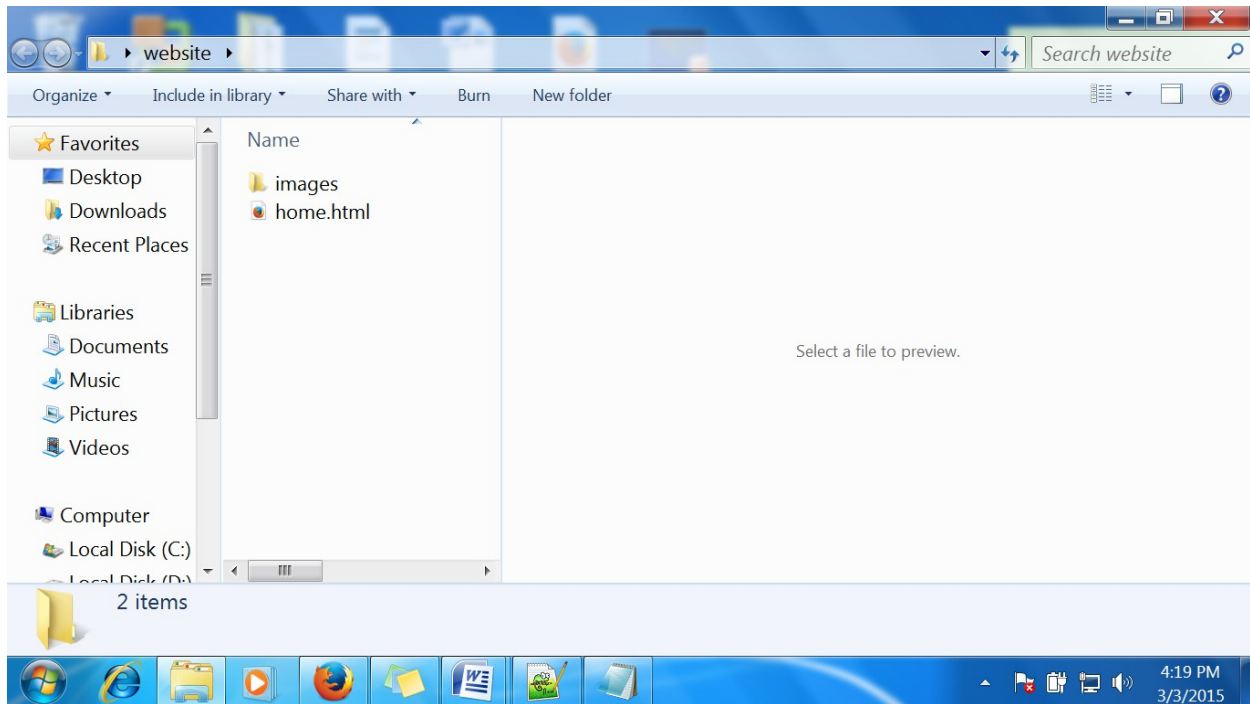 website
Search website
Organize Include in library Share with Burn New folder
Favorites
Desktop
Downloads
Recent Places
Libraries
Documents
Music
Pictures
Videos
Computer
Local Disk (C:)
Local Disk (D:)
Name
images
home.html
Select a file to preview.
2 items
4:19 PM
3/3/2015